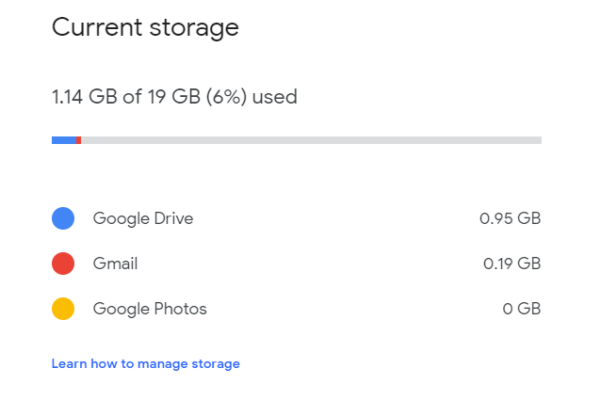 Current storage
1.14 GB of 19 GB (6%) used
Google Drive 0.95 GB
Gmail 0.19 GB
Google Photos 0 GB
Learn how to manage storage